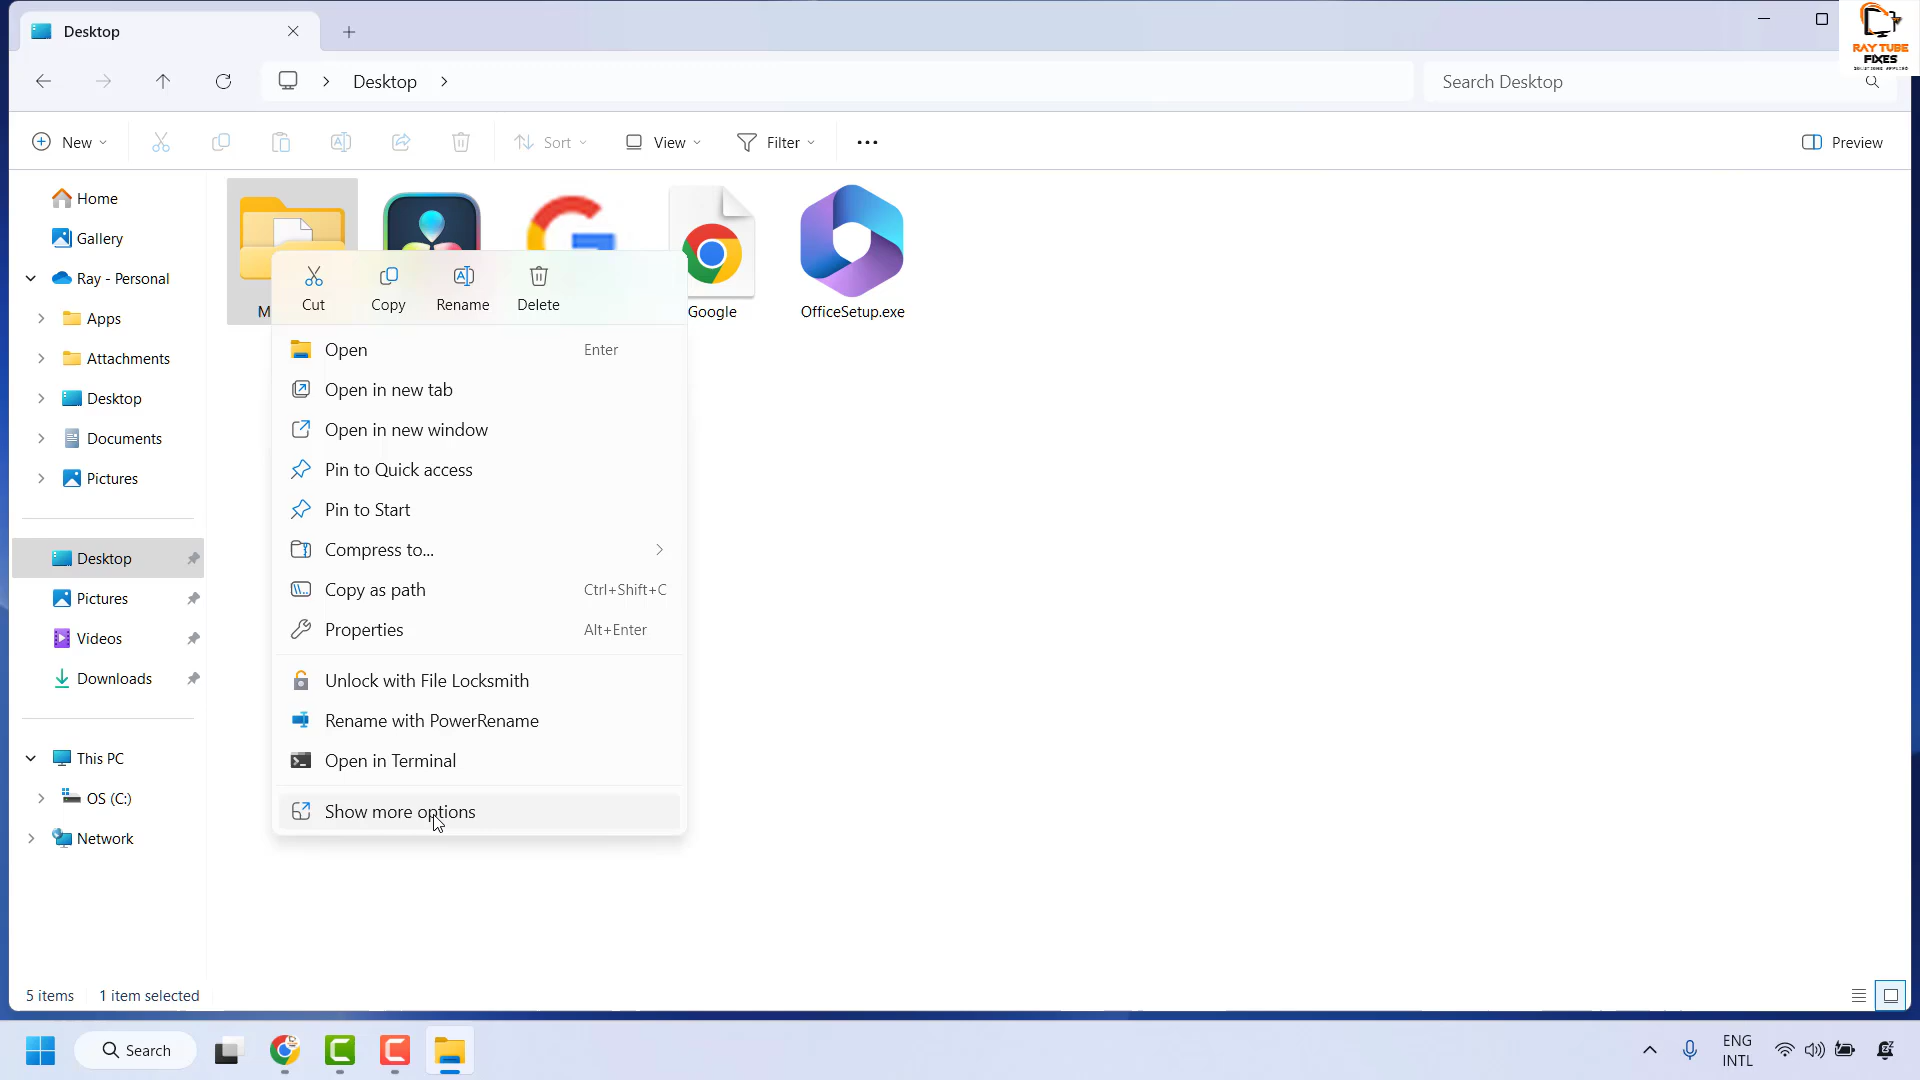 Desktop
RAY TUBE
FIXES
SOLUTIONS APPLIED
Desktop
Search Desktop
New
Sort
View
Filter
Preview
Home
Gallery
Ray - Personal
Apps
Attachments
Desktop
Documents
Pictures
Desktop
Pictures
Videos
Downloads
This PC
OS (C:)
Network
M
Google
OfficeSetup.exe
Cut
Copy
Rename
Delete
Open Enter
Open in new tab
Open in new window
Pin to Quick access
Pin to Start
Compress to...
Copy as path Ctrl+Shift+C
Properties Alt+Enter
Unlock with File Locksmith
Rename with PowerRename
Open in Terminal
Show more options
5 items 1 item selected
Search
ENG
INTL